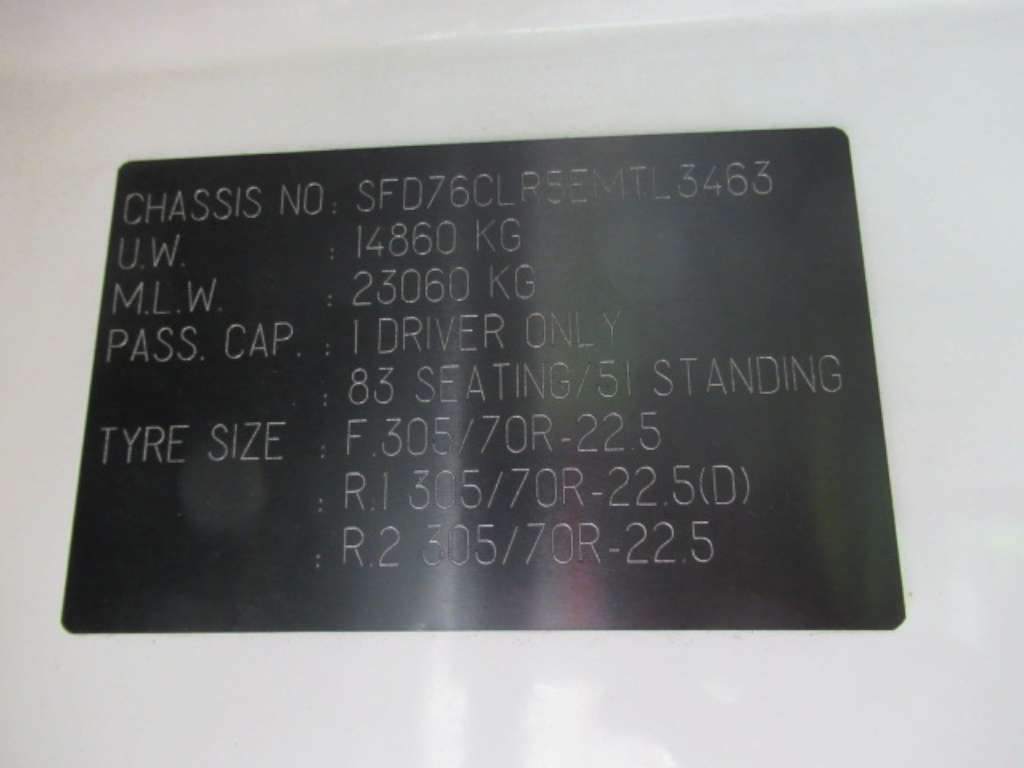 CHASSIS NO: SFD76CLR5EMTL3463
U.W. : 14860 KG
M.L.W. : 23060 KG
PASS. CAP. : 1 DRIVER ONLY
: 83 SEATING/51 STANDING
TYRE SIZE : F.305/70R-22.5
: R.1 305/70R-22.5(D)
: R.2 305/70R-22.5